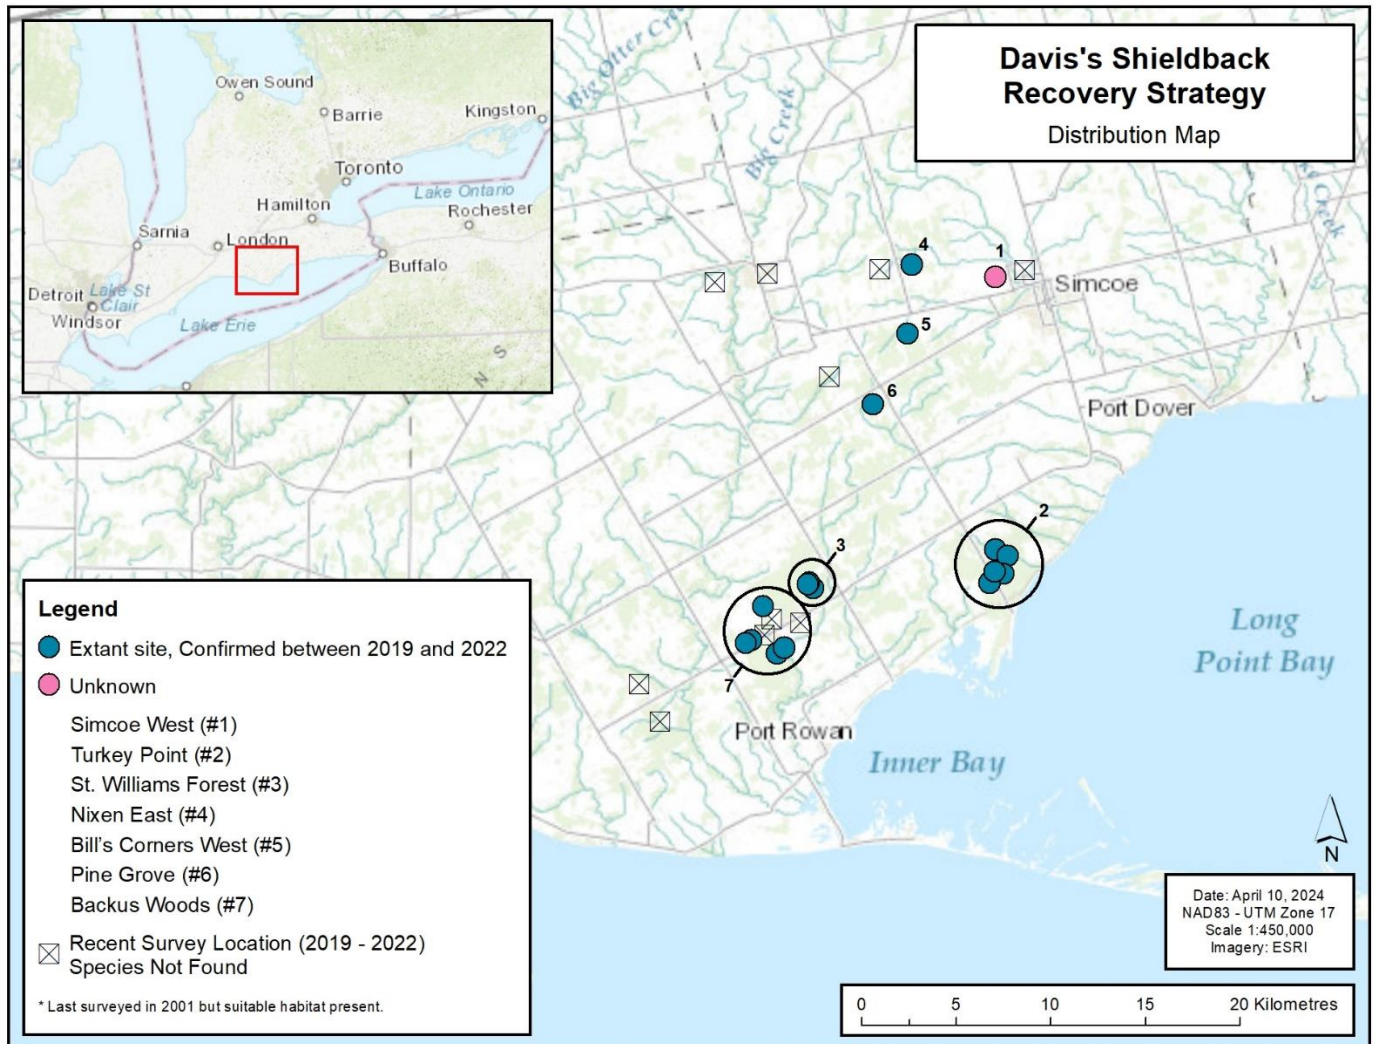 Davis's Shieldback
Recovery Strategy
Distribution Map
Owen Sound
Barrie
Kingston
Toronto
Lake Ontario
Hamilton
Rochester
Sarnia
London
Buffalo
Detroit
Lake St
Clair
Windsor
Lake Erie
N
S
Big Otter Creek
Big Creek
Creek
4
1
Simcoe
5
6
Port Dover
2
3
7
Port Rowan
Long
Point Bay
Inner Bay
Legend
Extant site, Confirmed between 2019 and 2022
Unknown
Simcoe West (#1)
Turkey Point (#2)
St. Williams Forest (#3)
Nixen East (#4)
Bill's Corners West (#5)
Pine Grove (#6)
Backus Woods (#7)
Recent Survey Location (2019 - 2022)
Species Not Found
* Last surveyed in 2001 but suitable habitat present.
N
Date: April 10, 2024
NAD83 - UTM Zone 17
Scale 1:450,000
Imagery: ESRI
0 5 10 15 20 Kilometres